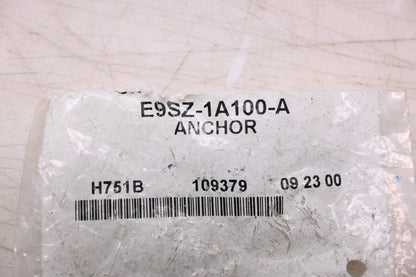 E9SZ-1A100-A
ANCHOR
H751B 109379 09 23 00